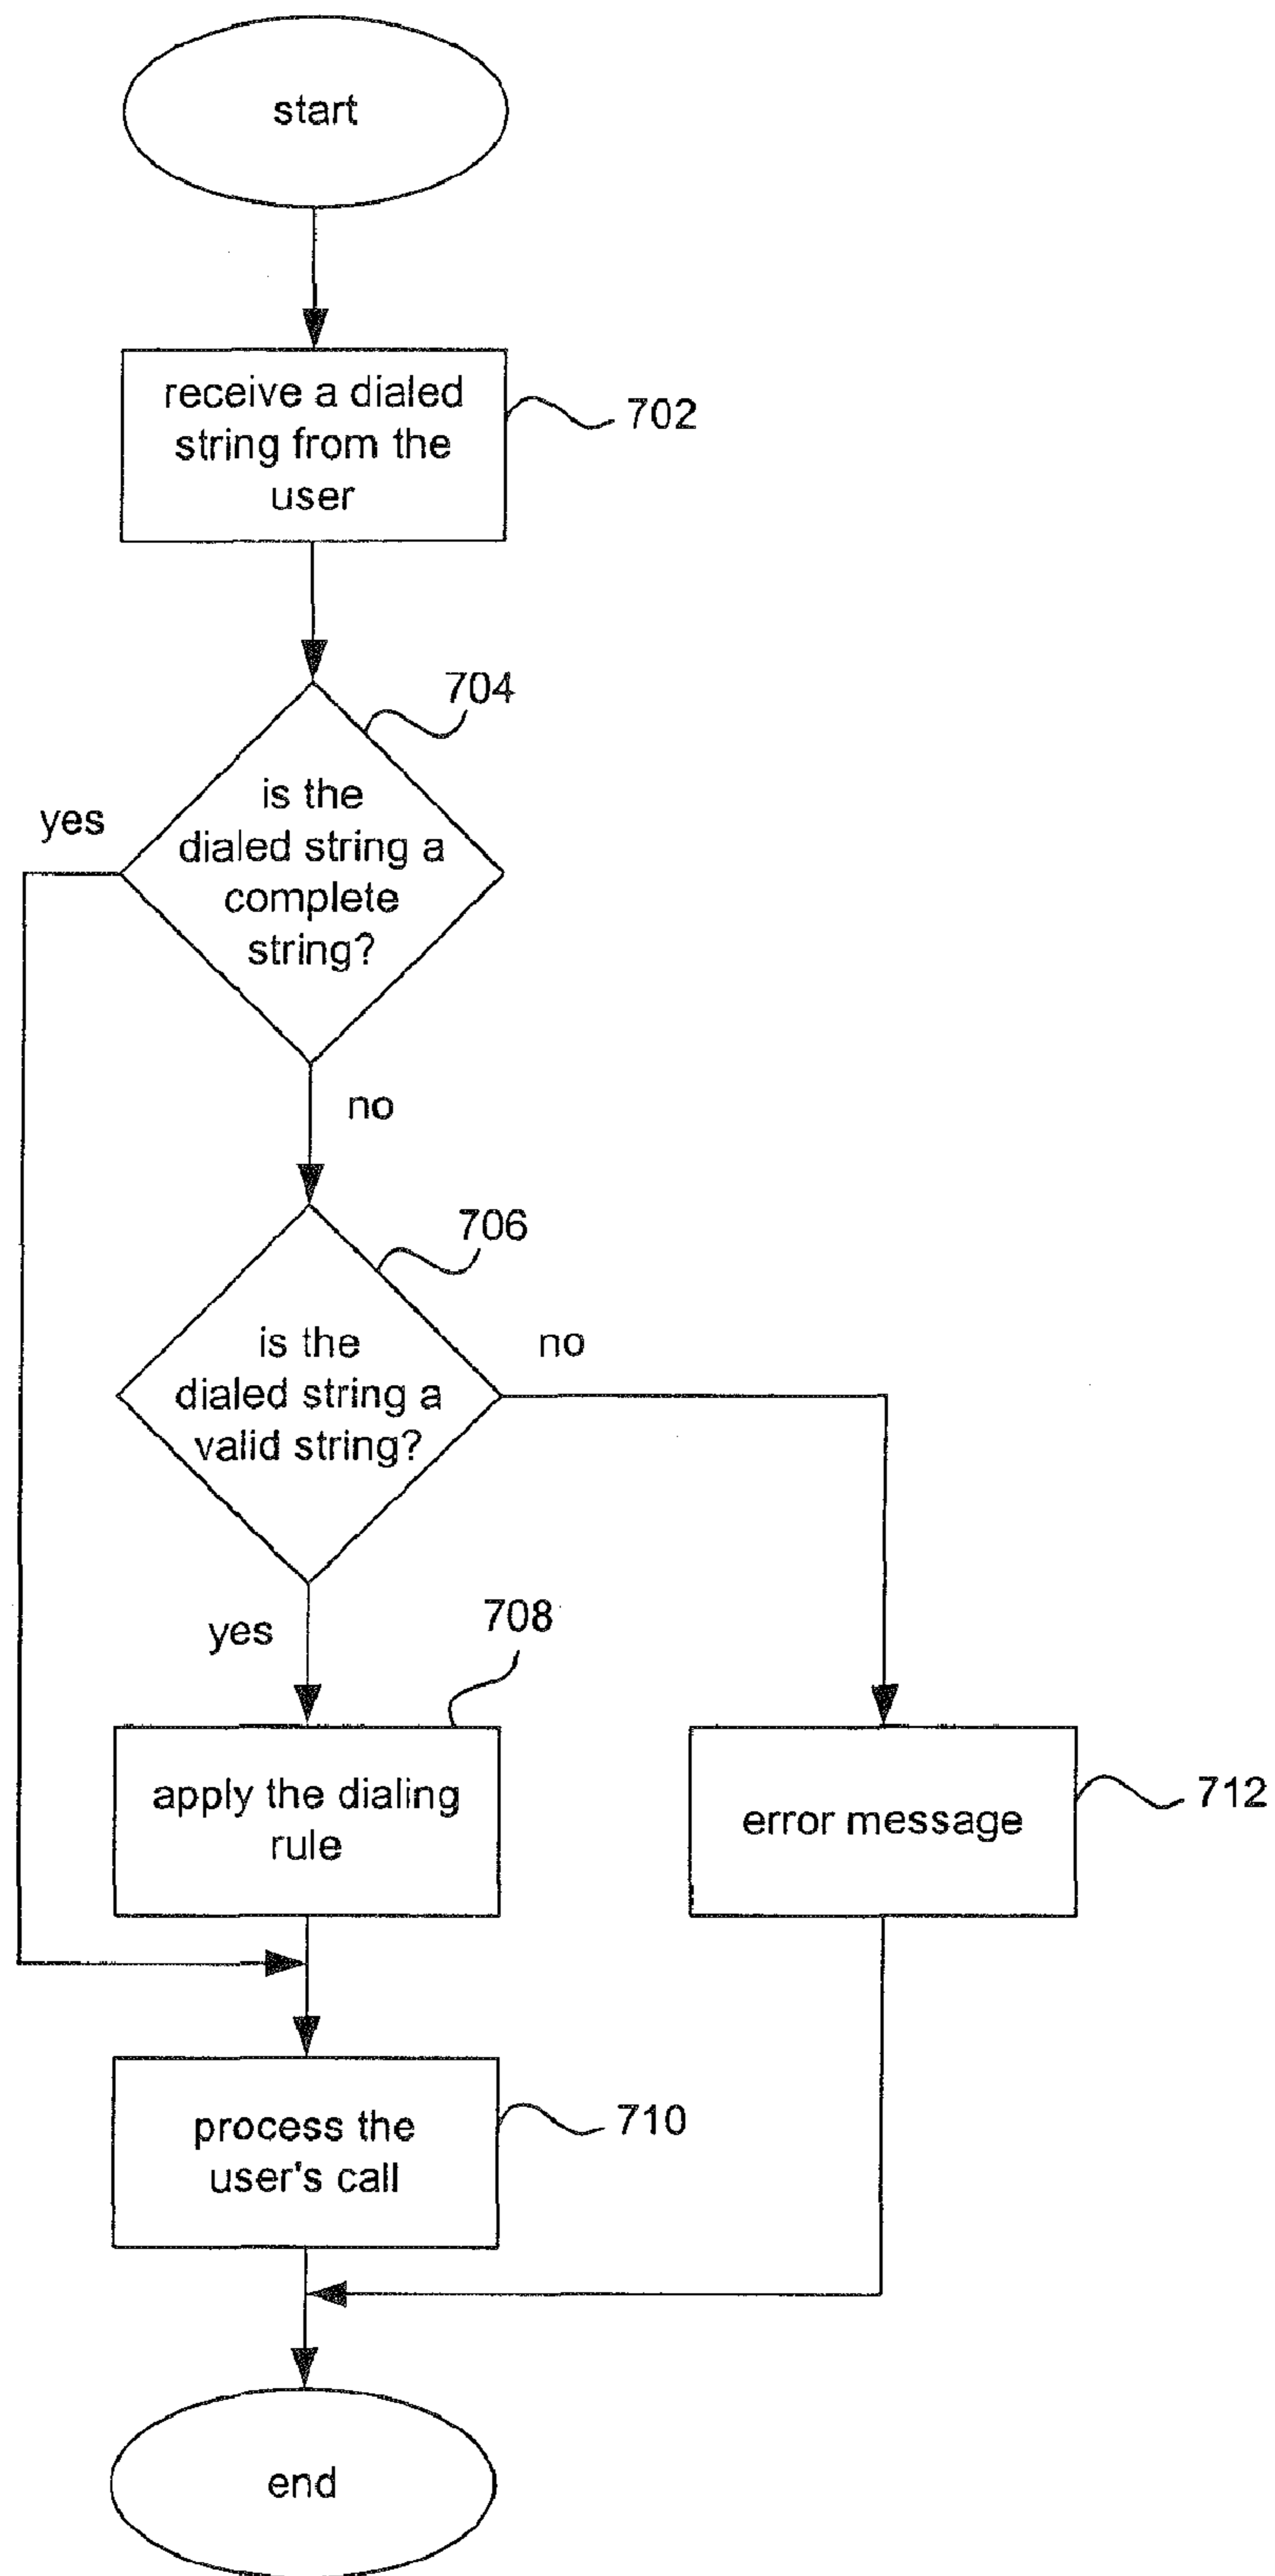 start
receive a dialed
string from the
user
702
704
yes
is the
dialed string a
complete
string?
no
706
is the
dialed string a
valid string?
no
yes
708
apply the dialing
rule
error message
712
process the
user's call
710
end